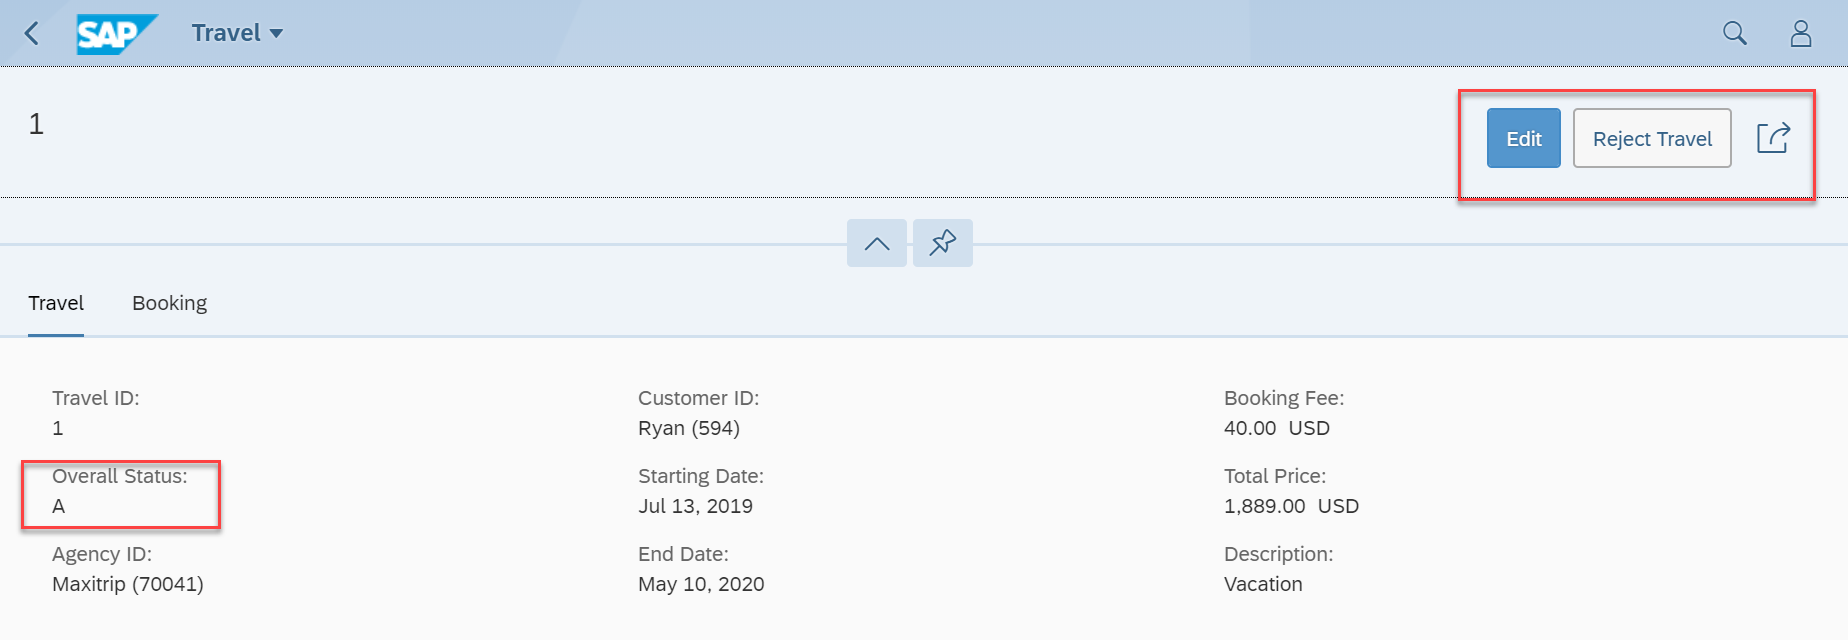 SAP Travel
1
Edit Reject Travel
Travel Booking
Travel ID: Customer ID: Booking Fee:
1 Ryan (594) 40.00 USD
Overall Status: Starting Date: Total Price:
A Jul 13, 2019 1,889.00 USD
Agency ID: End Date: Description:
Maxitrip (70041) May 10, 2020 Vacation